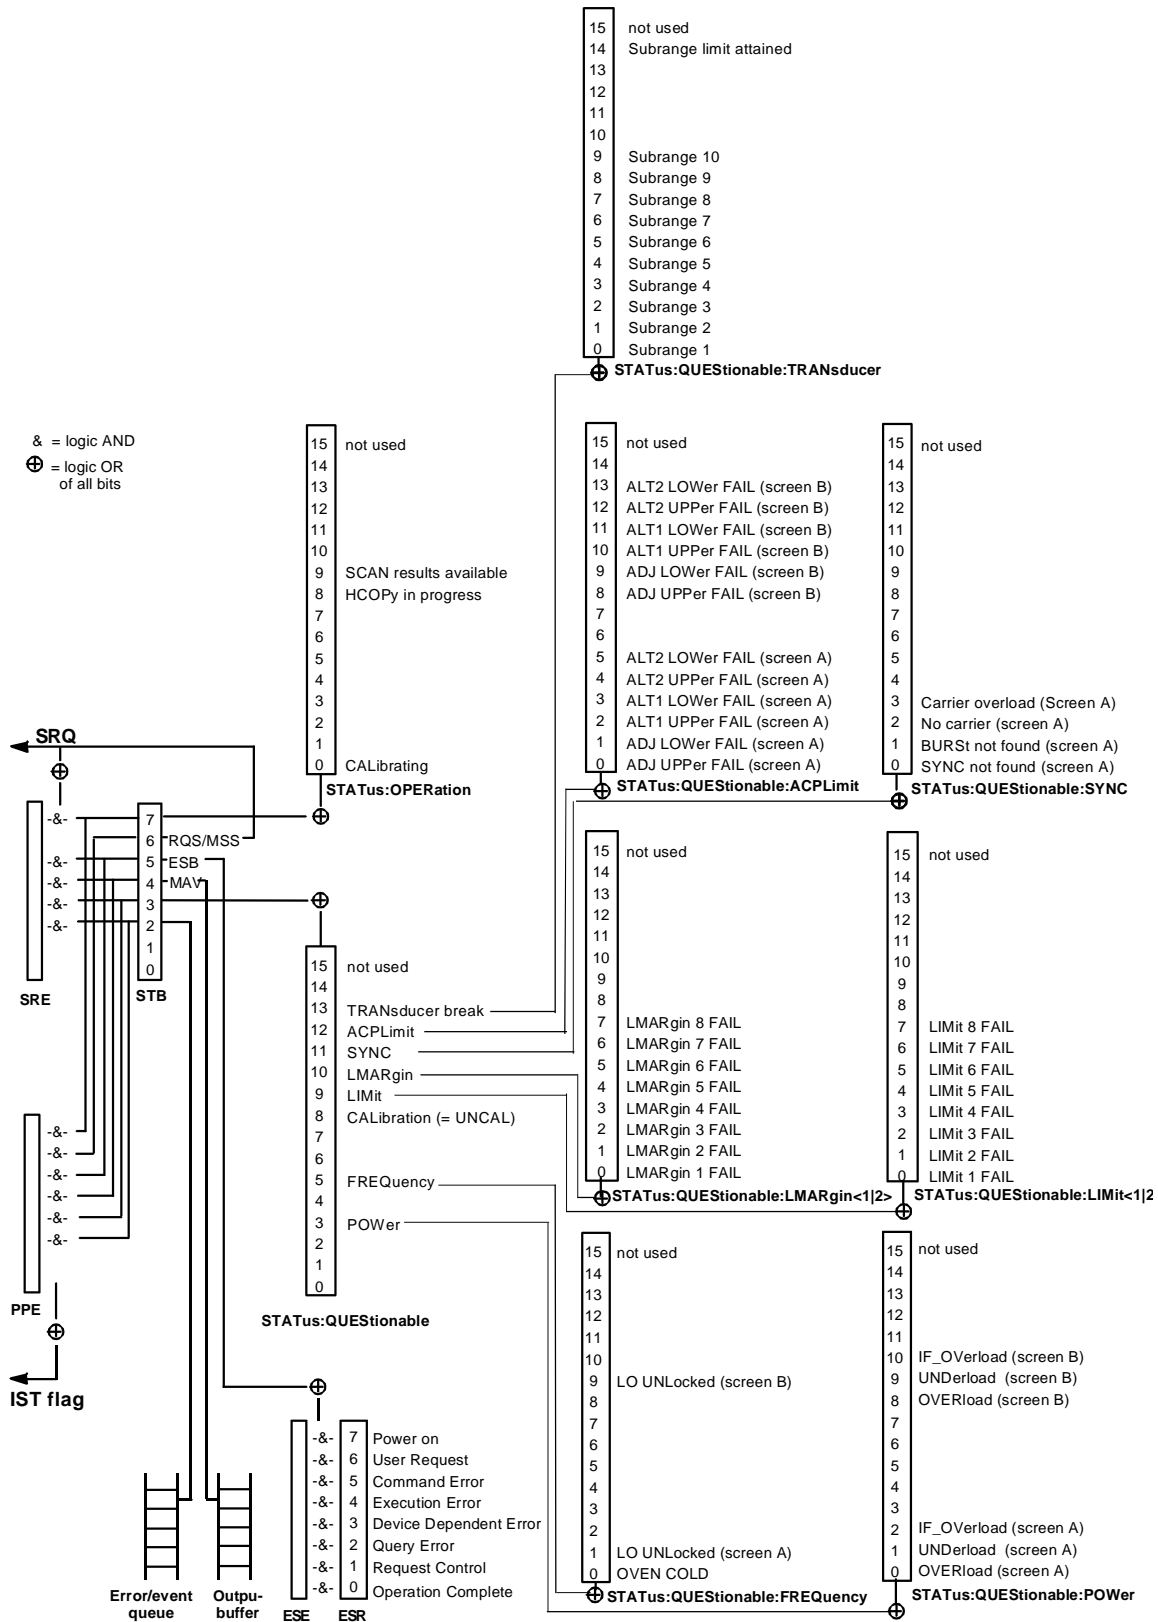 15 not used
14 Subrange limit attained
13
12
11
10
9 Subrange 10
8 Subrange 9
7 Subrange 8
6 Subrange 7
5 Subrange 6
4 Subrange 5
3 Subrange 4
2 Subrange 3
1 Subrange 2
0 Subrange 1
STATus:QUEStionable:TRANsducer
& = logic AND
= logic OR
of all bits
15 not used
14
13
12
11
10
9 SCAN results available
8 HCOPy in progress
7
6
5
4
3
2
1
0 CALibrating
STATus:OPERation
15 not used
14
13 ALT2 LOWer FAIL (screen B)
12 ALT2 UPPer FAIL (screen B)
11 ALT1 LOWer FAIL (screen B)
10 ALT1 UPPer FAIL (screen B)
9 ADJ LOWer FAIL (screen B)
8 ADJ UPPer FAIL (screen B)
7
6
5 ALT2 LOWer FAIL (screen A)
4 ALT2 UPPer FAIL (screen A)
3 ALT1 LOWer FAIL (screen A)
2 ALT1 UPPer FAIL (screen A)
1 ADJ LOWer FAIL (screen A)
0 ADJ UPPer FAIL (screen A)
STATus:QUEStionable:ACPLimit
15 not used
14
13
12
11
10
9
8
7
6
5
4
3 Carrier overload (Screen A)
2 No carrier (screen A)
1 BURSt not found (screen A)
0 SYNC not found (screen A)
STATus:QUEStionable:SYNC
SRQ
-&-
-&-
-&-
-&-
-&-
SRE
7
6 RQS/MSS
5 ESB
4 MAV
3
2
1
0
STB
15 not used
14
13 TRANsducer break
12 ACPLimit
11 SYNC
10 LMARgin
9 LIMit
8 CALibration (= UNCAL)
7
6
5 FREQuency
4
3 POWer
2
1
0
STATus:QUEStionable
15 not used
14
13
12
11
10
9
8
7 LMARgin 8 FAIL
6 LMARgin 7 FAIL
5 LMARgin 6 FAIL
4 LMARgin 5 FAIL
3 LMARgin 4 FAIL
2 LMARgin 3 FAIL
1 LMARgin 2 FAIL
0 LMARgin 1 FAIL
STATus:QUEStionable:LMARgin<1|2>
15 not used
14
13
12
11
10
9
8
7 LIMit 8 FAIL
6 LIMit 7 FAIL
5 LIMit 6 FAIL
4 LIMit 5 FAIL
3 LIMit 4 FAIL
2 LIMit 3 FAIL
1 LIMit 2 FAIL
0 LIMit 1 FAIL
STATus:QUEStionable:LIMit<1|2
-&-
-&-
-&-
-&-
-&-
-&-
PPE
IST flag
15 not used
14
13
12
11
10
9 LO UNLocked (screen B)
8
7
6
5
4
3
2
1 LO UNLocked (screen A)
0 OVEN COLD
STATus:QUEStionable:FREQuency
15 not used
14
13
12
11
10 IF_OVerload (screen B)
9 UNDerload (screen B)
8 OVERload (screen B)
7
6
5
4
3
2 IF_OVerload (screen A)
1 UNDerload (screen A)
0 OVERload (screen A)
STATus:QUEStionable:POWer
-&- 7 Power on
-&- 6 User Request
-&- 5 Command Error
-&- 4 Execution Error
-&- 3 Device Dependent Error
-&- 2 Query Error
-&- 1 Request Control
-&- 0 Operation Complete
ESE ESR
Error/event
queue
Outpu-
buffer